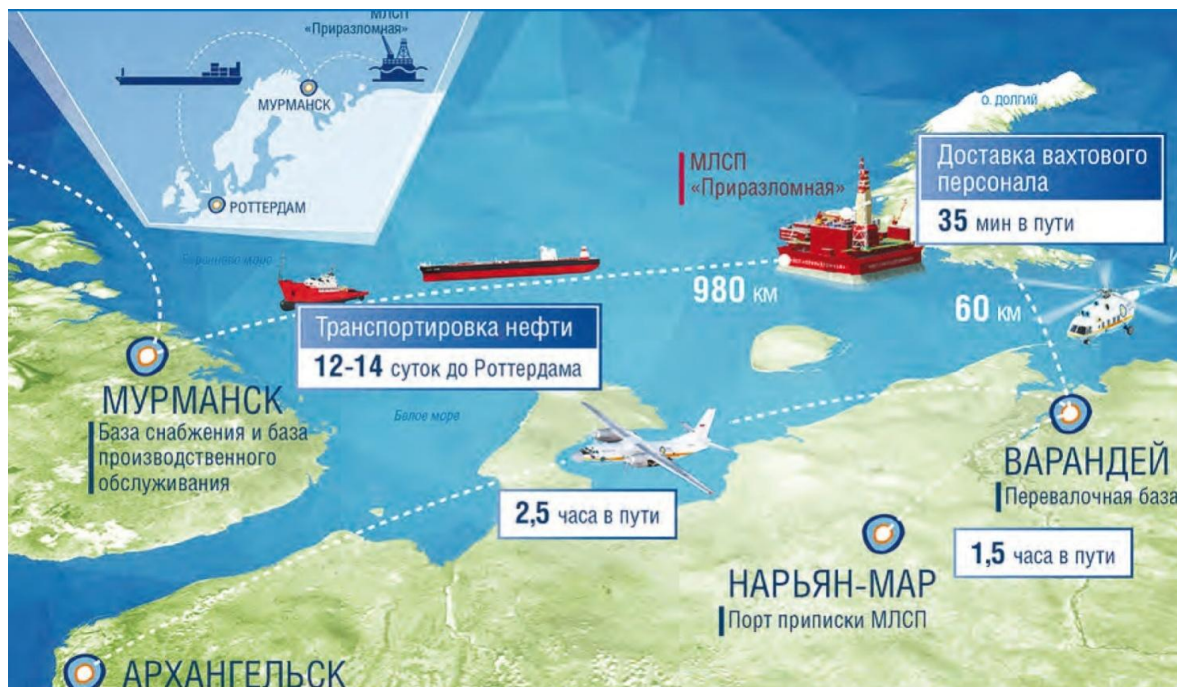 МЛСП
«Приразломная»
МУРМАНСК
РОТТЕРДАМ
О. ДОЛГИЙ
МЛСП
«Приразломная»
Доставка вахтового
персонала
35 мин в пути
Баренцево море
980 км
60 км
Транспортировка нефти
12-14 суток до Роттердама
МУРМАНСК
База снабжения и база
производственного
обслуживания
Белое море
ВАРАНДЕЙ
Перевалочная база
2,5 часа в пути
1,5 часа в пути
НАРЬЯН-МАР
Порт приписки МЛСП
АРХАНГЕЛЬСК